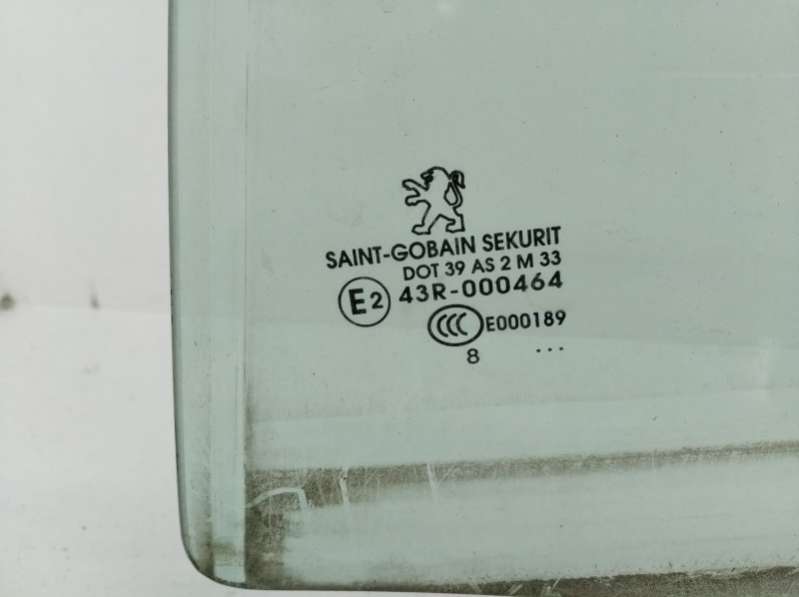 SAINT-GOBAIN SEKURIT
DOT 39 AS 2 M 33
E2 43R-000464
CCC E000189
8 ...